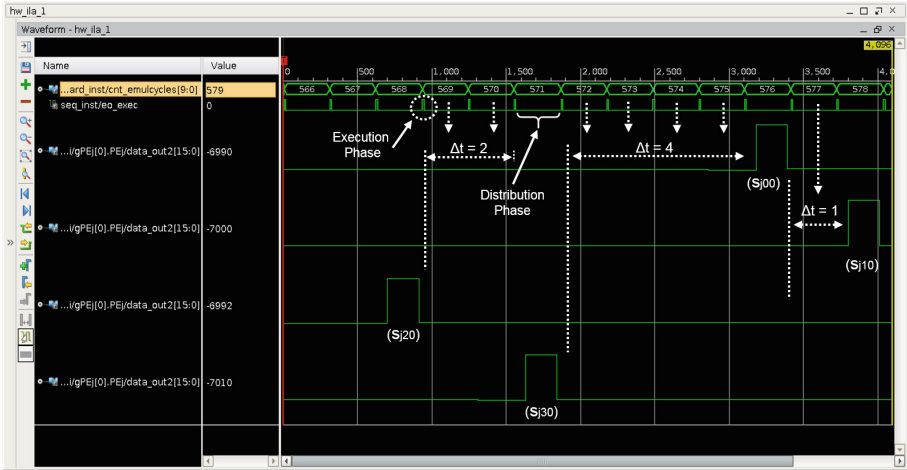 hw_ila_1
Waveform - hw_ila_1
4,096
Name
Value
0
500
1,000
1,500
2,000
2,500
3,000
3,500
4,0
...ard_inst/cnt_emulcycles[9:0]
579
566
567
568
569
570
571
572
573
574
575
576
577
578
seq_inst/eo_exec
0
Execution
Phase
...i/gPEj[0].PEj/data_out2[15:0]
-6990
Δt = 2
Δt = 4
Distribution
Phase
(Sj00)
Δt = 1
...i/gPEj[0].PEj/data_out2[15:0]
-7000
(Sj10)
...i/gPEj[0].PEj/data_out2[15:0]
-6992
(Sj20)
...i/gPEj[0].PEj/data_out2[15:0]
-7010
(Sj30)